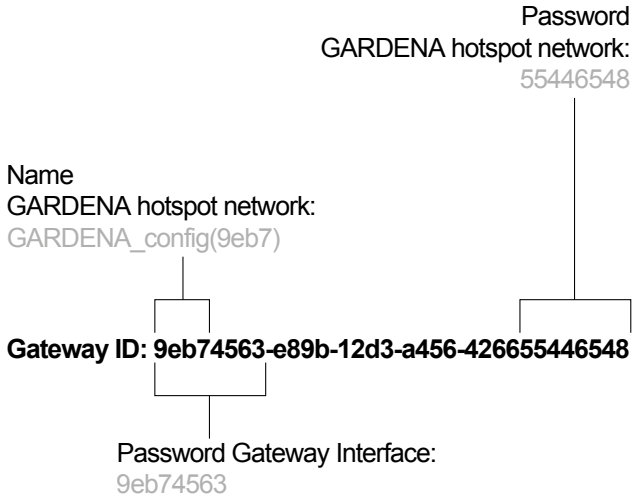 Password
GARDENA hotspot network:
55446548
Name
GARDENA hotspot network:
GARDENA_config(9eb7)
Gateway ID: 9eb74563-e89b-12d3-a456-426655446548
Password Gateway Interface:
9eb74563